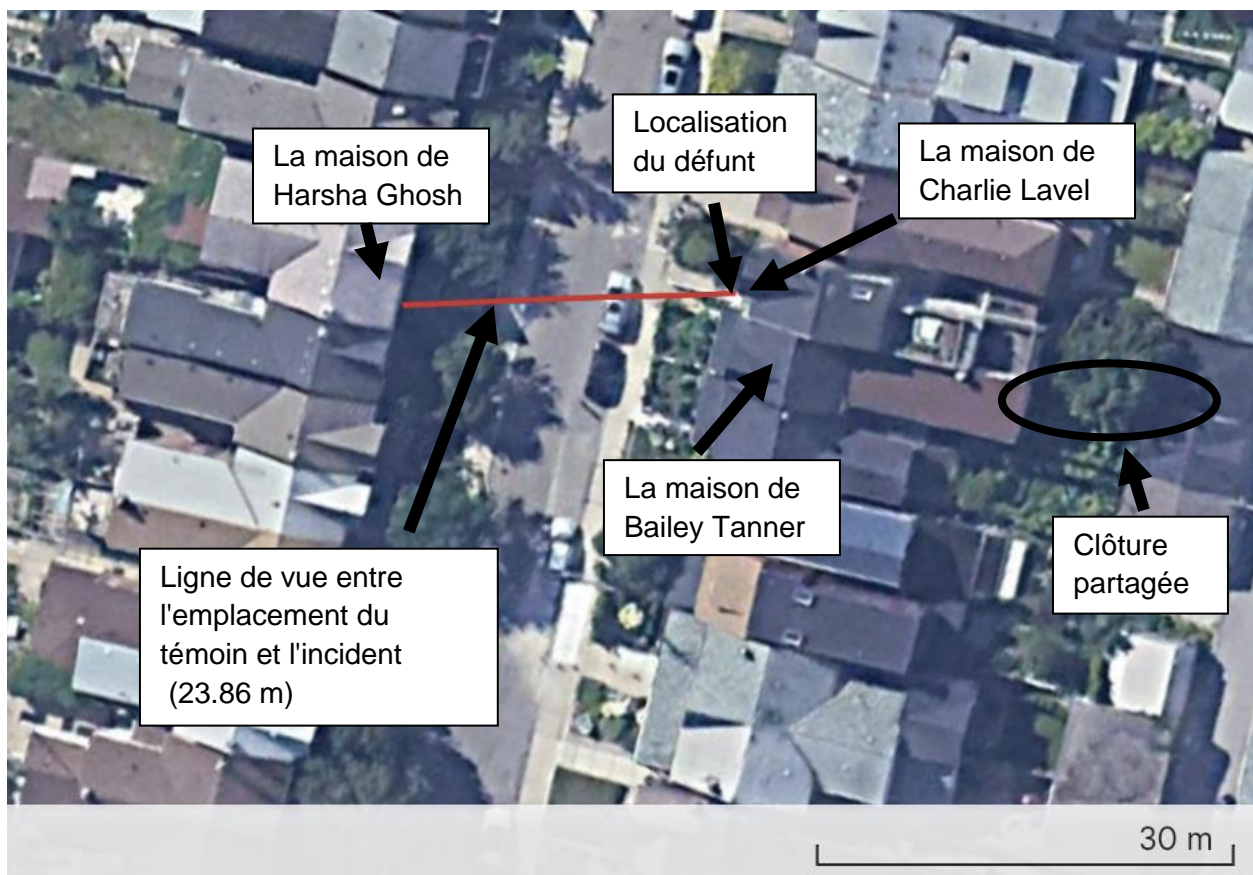 La maison de
Harsha Ghosh
Localisation
du défunt
La maison de
Charlie Lavel
La maison de
Bailey Tanner
Clôture
partagée
Ligne de vue entre
l'emplacement du
témoin et l'incident
(23.86 m)
30 m